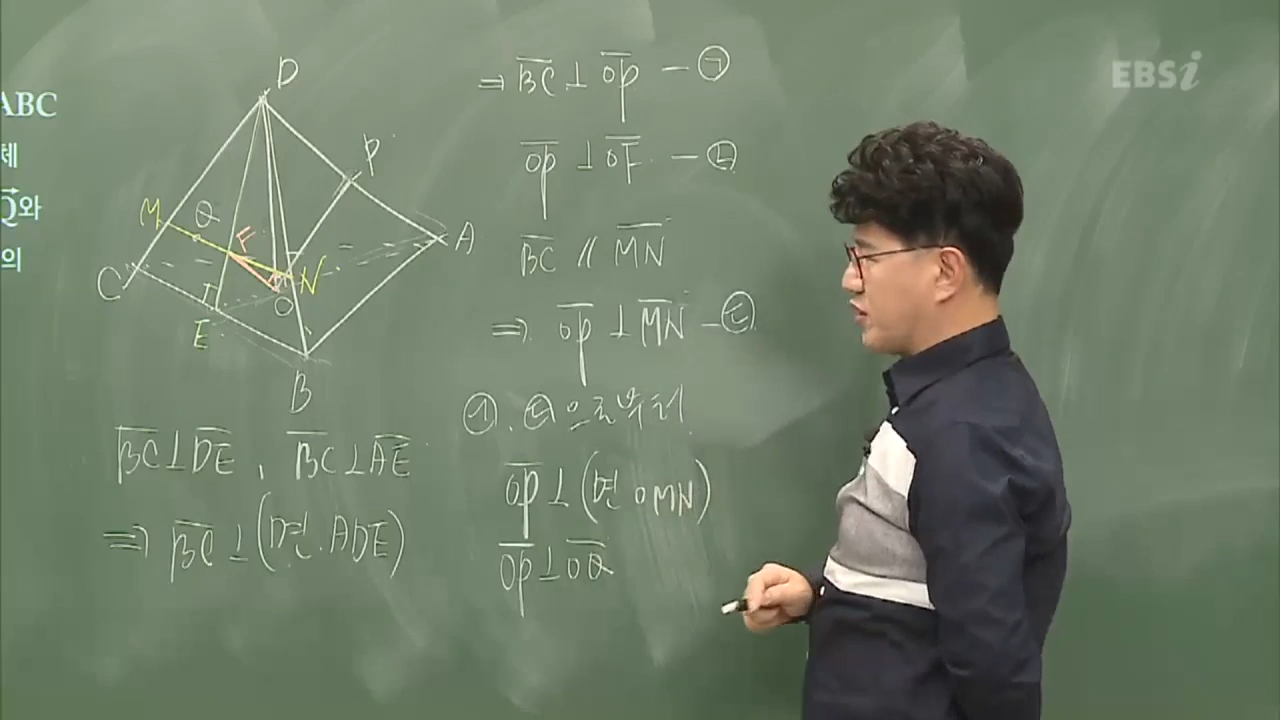 ABC
체
Q와
의
EBSi
D
P
M
Q
F
A
C
N
O
E
B
⇒ BC ⊥ OP - ㉠
OP ⊥ OF - ㉡
BC // MN
⇒ OP ⊥ MN - ㉢
으로부터
OP ⊥ (면 OMN)
OP ⊥ OQ
BC ⊥ DE , BC ⊥ AE
⇒ BC ⊥ (평면 ADE)